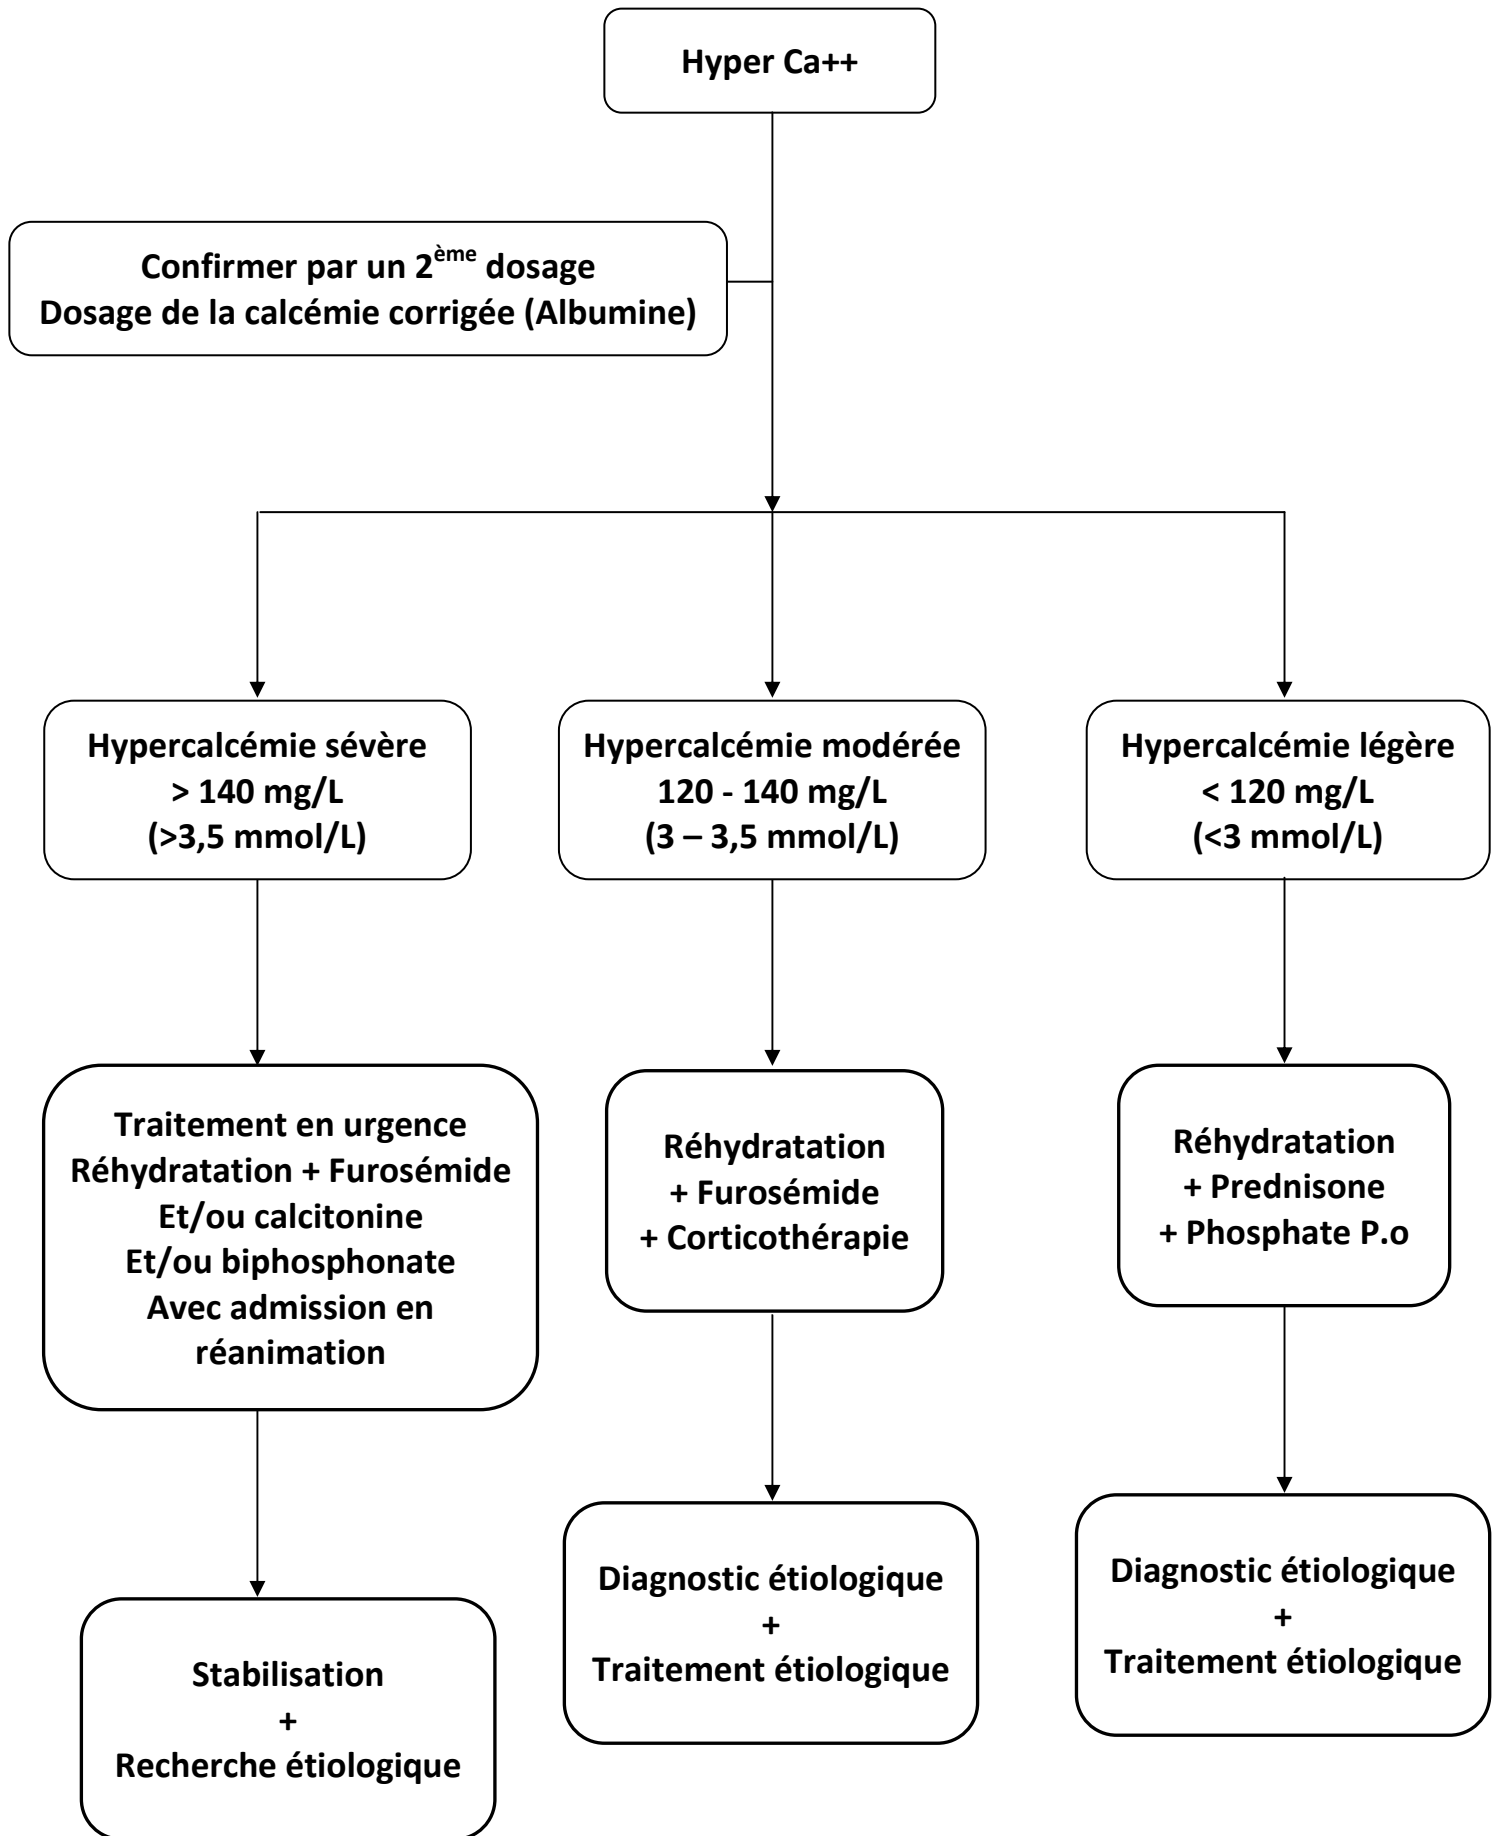 Hyper Ca++
Confirmer par un 2ème dosage
Dosage de la calcémie corrigée (Albumine)
Hypercalcémie sévère
> 140 mg/L
(>3,5 mmol/L)
Hypercalcémie modérée
120 - 140 mg/L
(3 – 3,5 mmol/L)
Hypercalcémie légère
< 120 mg/L
(<3 mmol/L)
Traitement en urgence
Réhydratation + Furosémide
Et/ou calcitonine
Et/ou biphosphonate
Avec admission en
réanimation
Réhydratation
+ Furosémide
+ Corticothérapie
Réhydratation
+ Prednisone
+ Phosphate P.o
Stabilisation
+
Recherche étiologique
Diagnostic étiologique
+
Traitement étiologique
Diagnostic étiologique
+
Traitement étiologique